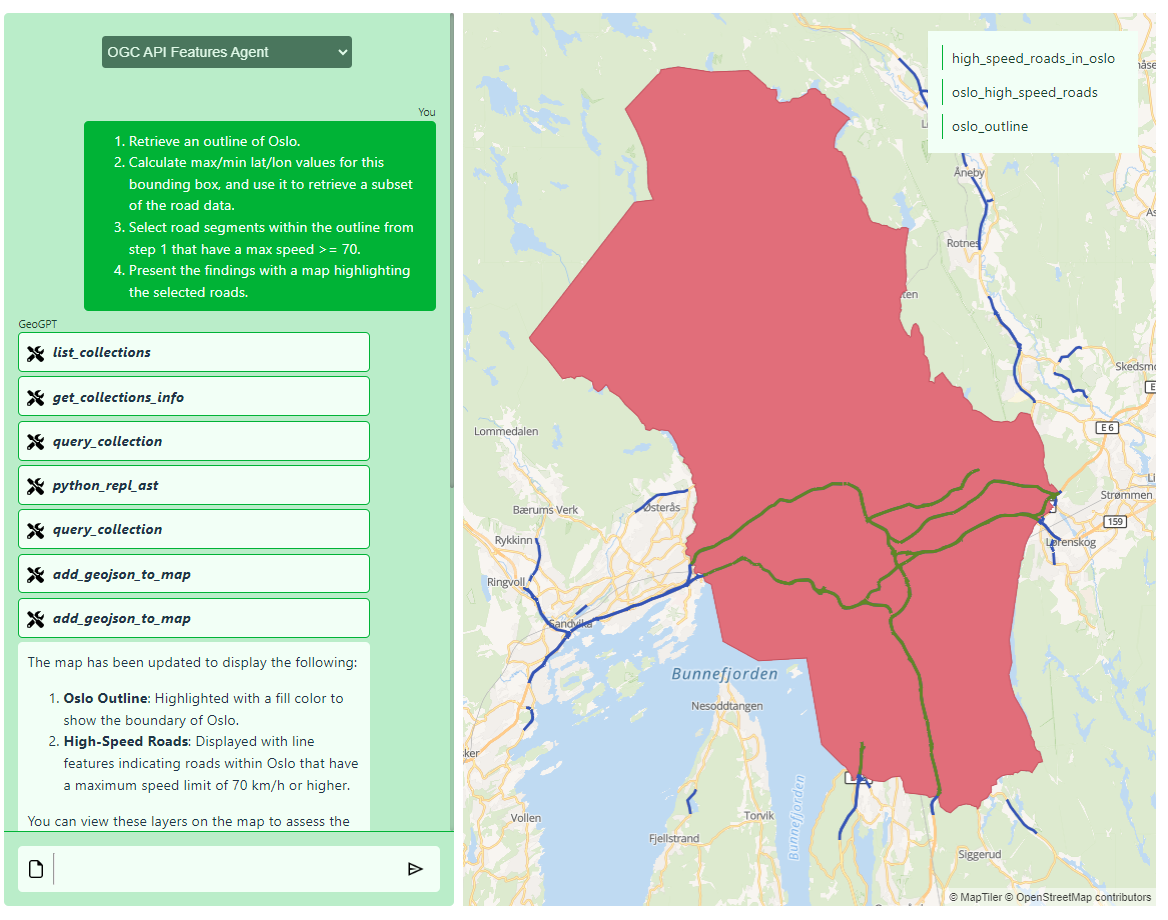 OGC API Features Agent
You
1. Retrieve an outline of Oslo.
2. Calculate max/min lat/lon values for this
bounding box, and use it to retrieve a subset
of the road data.
3. Select road segments within the outline from
step 1 that have a max speed >= 70.
4. Present the findings with a map highlighting
the selected roads.
GeoGPT
list_collections
get_collections_info
query_collection
python_repl_ast
query_collection
add_geojson_to_map
add_geojson_to_map
The map has been updated to display the following:
1. Oslo Outline: Highlighted with a fill color to
show the boundary of Oslo.
2. High-Speed Roads: Displayed with line
features indicating roads within Oslo that have
a maximum speed limit of 70 km/h or higher.
You can view these layers on the map to assess the
high_speed_roads_in_oslo
oslo_high_speed_roads
oslo_outline
Åneby
Rotnes
Skedsmo
Lommedalen
E 6
Strømmen
Østerås
Bærums Verk
159
Rykkinn
Lørenskog
Ringvoll
Sandvika
Bunnefjorden
Nesoddtangen
Bunnefjorden
Vollen
Torvik
Fjellstrand
Siggerud
© MapTiler © OpenStreetMap contributors